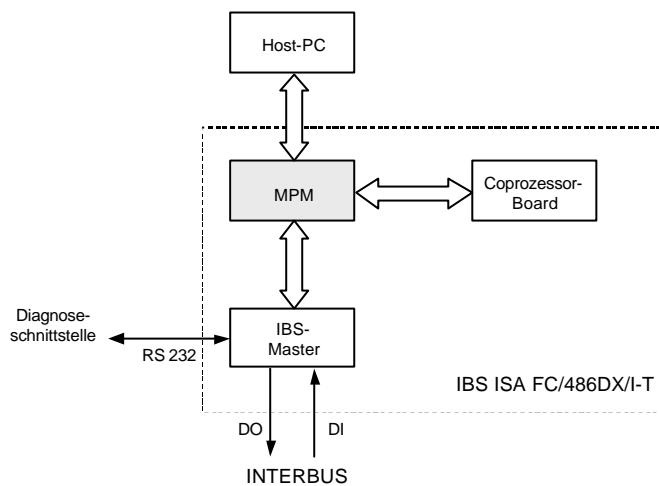 Host-PC
MPM
Coprozessor-
Board
Diagnose-
schnittstelle
RS 232
IBS-
Master
IBS ISA FC/486DX/I-T
DO
DI
INTERBUS